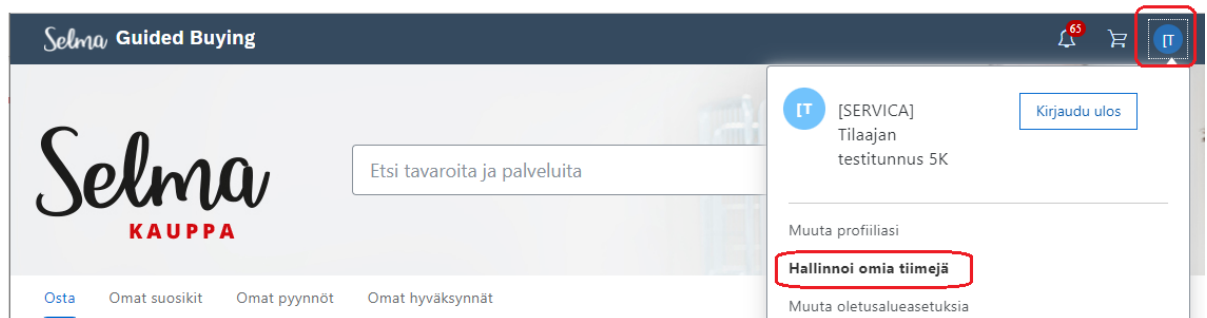 Selma Guided Buying
65
[T
[T
[SERVICA]
Tilaajan
testitunnus 5K
Kirjaudu ulos
Selma
KAUPPA
Etsi tavaroita ja palveluita
Muuta profiiliasi
Hallinnoi omia tiimejä
Muuta oletusalueasetuksia
Osta Omat suosikit Omat pyynnöt Omat hyväksynnät